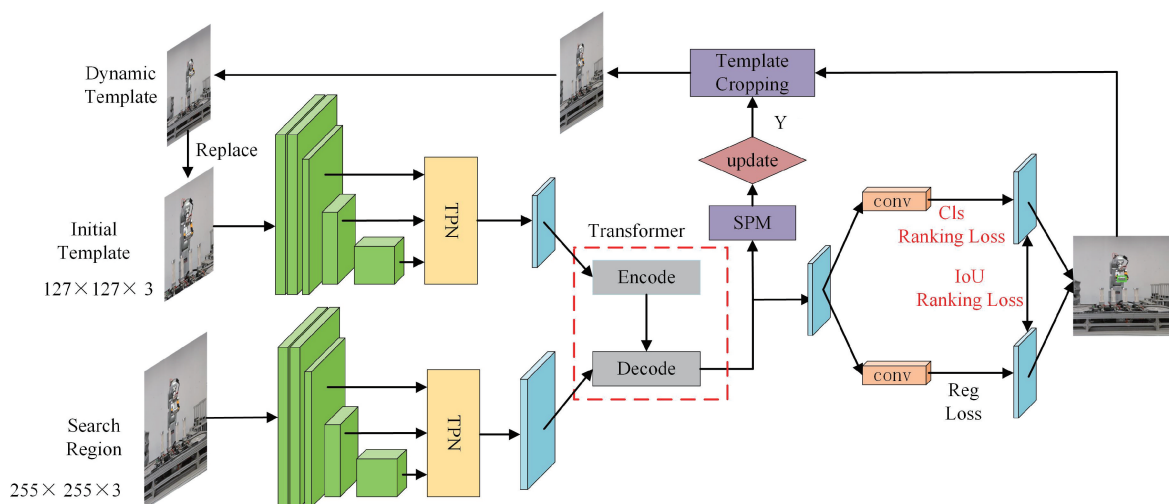 Dynamic
Template
Replace
Initial
Template
127×127× 3
TPN
Transformer
Encode
Decode
Template
Cropping
Y
update
SPM
conv
Cls
Ranking Loss
IoU
Ranking Loss
conv
Reg
Loss
Search
Region
255× 255×3
TPN